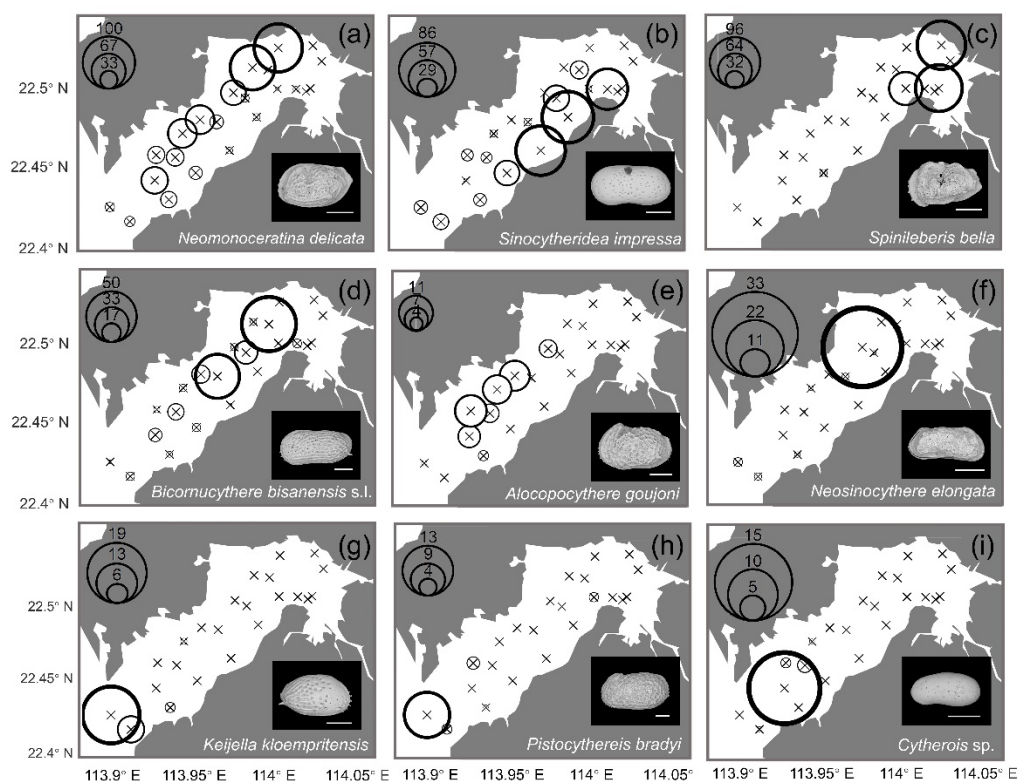 100
67
33
(a)
Neomonoceratina delicata
86
57
29
(b)
Sinocytheridea impressa
96
64
32
(c)
Spinileberis bella
22.5° N
22.45° N
22.4° N
50
33
17
(d)
Bicornucythere bisanensis s.l.
11
7
4
(e)
Alocopocythere goujoni
33
22
11
(f)
Neosinocythere elongata
22.5° N
22.45° N
22.4° N
19
13
6
(g)
Keijella kloempritensis
13
9
4
(h)
Pistocythereis bradyi
15
10
5
(i)
Cytherois sp.
22.5° N
22.45° N
22.4° N
113.9° E 113.95° E 114° E 114.05° E 113.9° E 113.95° E 114° E 114.05° E 113.9° E 113.95° E 114° E 114.05° E